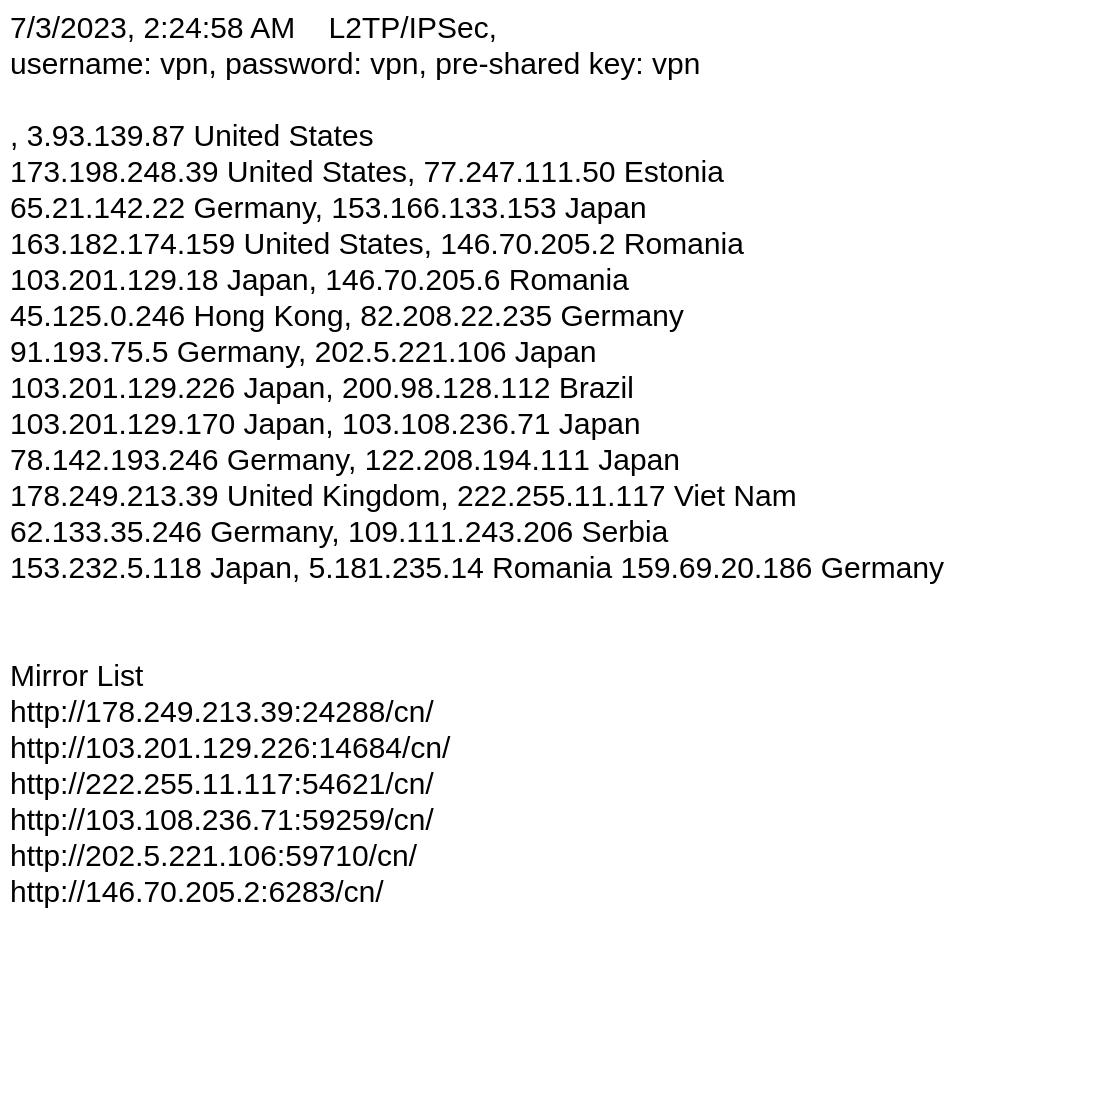 7/3/2023, 2:24:58 AM    L2TP/IPSec,
username: vpn, password: vpn, pre-shared key: vpn
, 3.93.139.87 United States
173.198.248.39 United States, 77.247.111.50 Estonia
65.21.142.22 Germany, 153.166.133.153 Japan
163.182.174.159 United States, 146.70.205.2 Romania
103.201.129.18 Japan, 146.70.205.6 Romania
45.125.0.246 Hong Kong, 82.208.22.235 Germany
91.193.75.5 Germany, 202.5.221.106 Japan
103.201.129.226 Japan, 200.98.128.112 Brazil
103.201.129.170 Japan, 103.108.236.71 Japan
78.142.193.246 Germany, 122.208.194.111 Japan
178.249.213.39 United Kingdom, 222.255.11.117 Viet Nam
62.133.35.246 Germany, 109.111.243.206 Serbia
153.232.5.118 Japan, 5.181.235.14 Romania 159.69.20.186 Germany
Mirror List
http://178.249.213.39:24288/cn/
http://103.201.129.226:14684/cn/
http://222.255.11.117:54621/cn/
http://103.108.236.71:59259/cn/
http://202.5.221.106:59710/cn/
http://146.70.205.2:6283/cn/